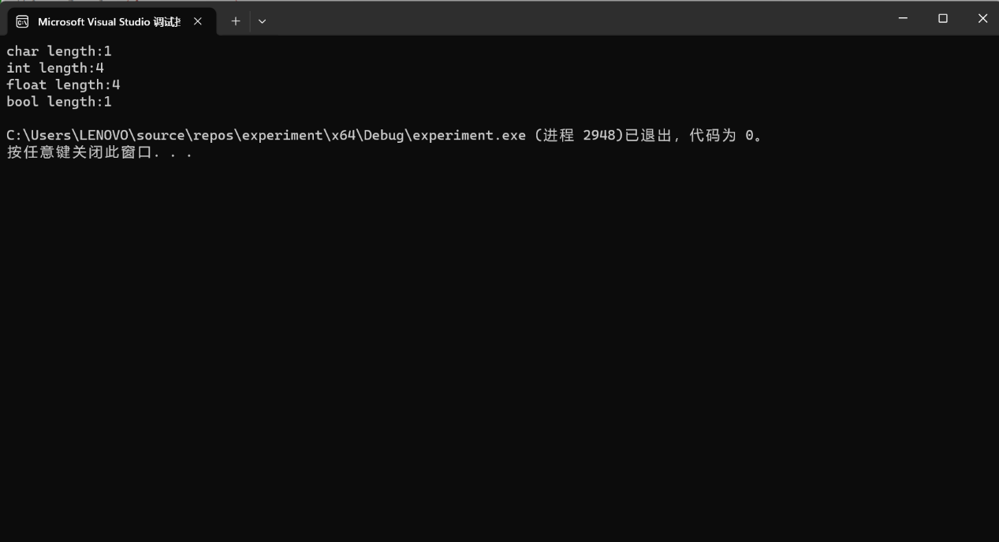 Microsoft Visual Studio 调试
char length:1
int length:4
float length:4
bool length:1
C:\Users\LENOVO\source\repos\experiment\x64\Debug\experiment.exe (进程 2948)已退出，代码为 0。
按任意键关闭此窗口. . .